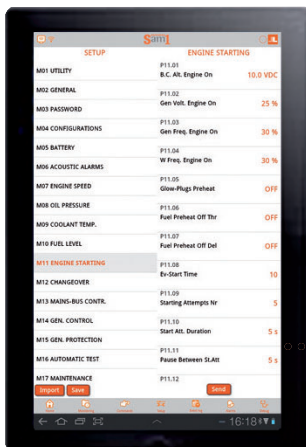 Sam1
SETUP
ENGINE STARTING
M01 UTILITY
M02 GENERAL
M03 PASSWORD
M04 CONFIGURATIONS
M05 BATTERY
M06 ACOUSTIC ALARMS
M07 ENGINE SPEED
M08 OIL PRESSURE
M09 COOLANT TEMP.
M10 FUEL LEVEL
M11 ENGINE STARTING
M12 CHANGEOVER
M13 MAINS-BUS CONTR.
M14 GEN. CONTROL
M15 GEN. PROTECTION
M16 AUTOMATIC TEST
M17 MAINTENANCE
Import Save
P11.01
B.C. Alt. Engine On 10.0 VDC
P11.02
Gen Volt. Engine On 25 %
P11.03
Gen Freq. Engine On 30 %
P11.04
W Freq. Engine On 30 %
P11.05
Glow-Plugs Preheat OFF
P11.06
Fuel Preheat Off Thr OFF
P11.07
Fuel Preheat Off Del OFF
P11.08
Ev-Start Time 10
P11.09
Starting Attempts Nr 5
P11.10
Start Att. Duration 5 s
P11.11
Pause Between St.Att 5 s
P11.12
Send
16:18